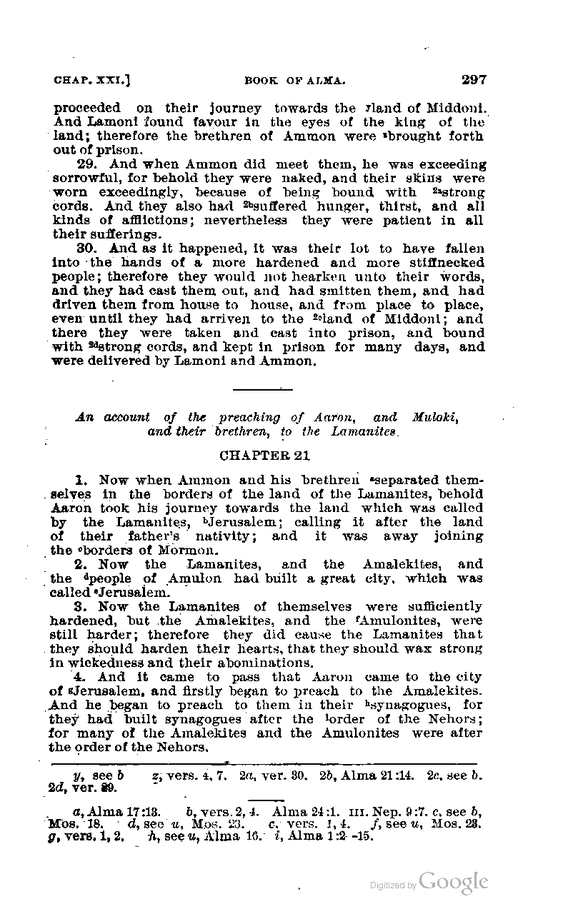 CHAP. XXI.] BOOK OF ALMA. 297
proceeded on their journey towards the yland of Middoni.
And Lamoni found favour in the eyes of the king of the
land; therefore the brethren of Ammon were zbrought forth
out of prison.
29. And when Ammon did meet them, he was exceeding
sorrowful, for behold they were naked, and their skins were
worn exceedingly, because of being bound with 2astrong
cords. And they also had 2bsuffered hunger, thirst, and all
kinds of afflictions; nevertheless they were patient in all
their sufferings.
30. And as it happened, it was their lot to have fallen
into the hands of a more hardened and more stiffnecked
people; therefore they would not hearken unto their words,
and they had cast them out, and had smitten them, and had
driven them from house to house, and from place to place,
even until they had arriven to the 2cland of Middoni; and
there they were taken and cast into prison, and bound
with 2dstrong cords, and kept in prison for many days, and
were delivered by Lamoni and Ammon.
An account of the preaching of Aaron, and Muloki,
and their brethren, to the Lamanites.
CHAPTER 21
1. Now when Ammon and his brethren aseparated them-
selves in the borders of the land of the Lamanites, behold
Aaron took his journey towards the land which was called
by the Lamanites, bJerusalem; calling it after the land
of their father's nativity; and it was away joining
the cborders of Mormon.
2. Now the Lamanites, and the Amalekites, and
the dpeople of Amulon had built a great city, which was
called eJerusalem.
3. Now the Lamanites of themselves were sufficiently
hardened, but the Amalekites, and the fAmulonites, were
still harder; therefore they did cause the Lamanites that
they should harden their hearts, that they should wax strong
in wickedness and their abominations.
4. And it came to pass that Aaron came to the city
of gJerusalem, and firstly began to preach to the Amalekites.
And he began to preach to them in their hsynagogues, for
they had built synagogues after the iorder of the Nehors;
for many of the Amalekites and the Amulonites were after
the order of the Nehors.
y, see b z, vers. 4, 7. 2a, ver. 30. 2b, Alma 21:14. 2c, see b.
2d, ver. 29.
a, Alma 17:13. b, vers. 2, 4. Alma 24:1. III. Nep. 9:7. c, see b,
Mos. 18. d, see u, Mos. 23. e, vers. 1, 4. f, see u, Mos. 23.
g, vers. 1, 2. h, see u, Alma 16. i, Alma 1:2-15.
Digitized by Google